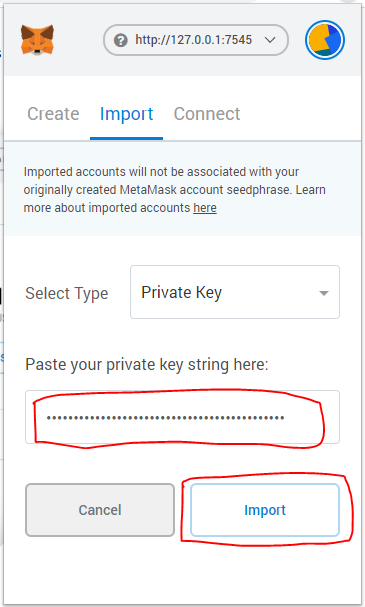 http://127.0.0.1:7545
Create Import Connect
Imported accounts will not be associated with your
originally created MetaMask account seedphrase. Learn
more about imported accounts here
Select Type Private Key
Paste your private key string here:
Cancel Import